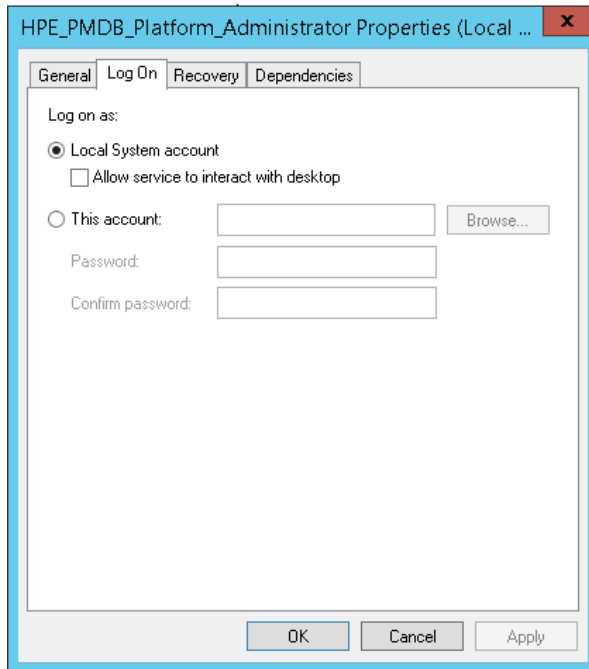 HPE_PMDB_Platform_Administrator Properties (Local ... x
General Log On Recovery Dependencies
Log on as:
Local System account
Allow service to interact with desktop
This account: Browse...
Password:
Confirm password:
OK Cancel Apply